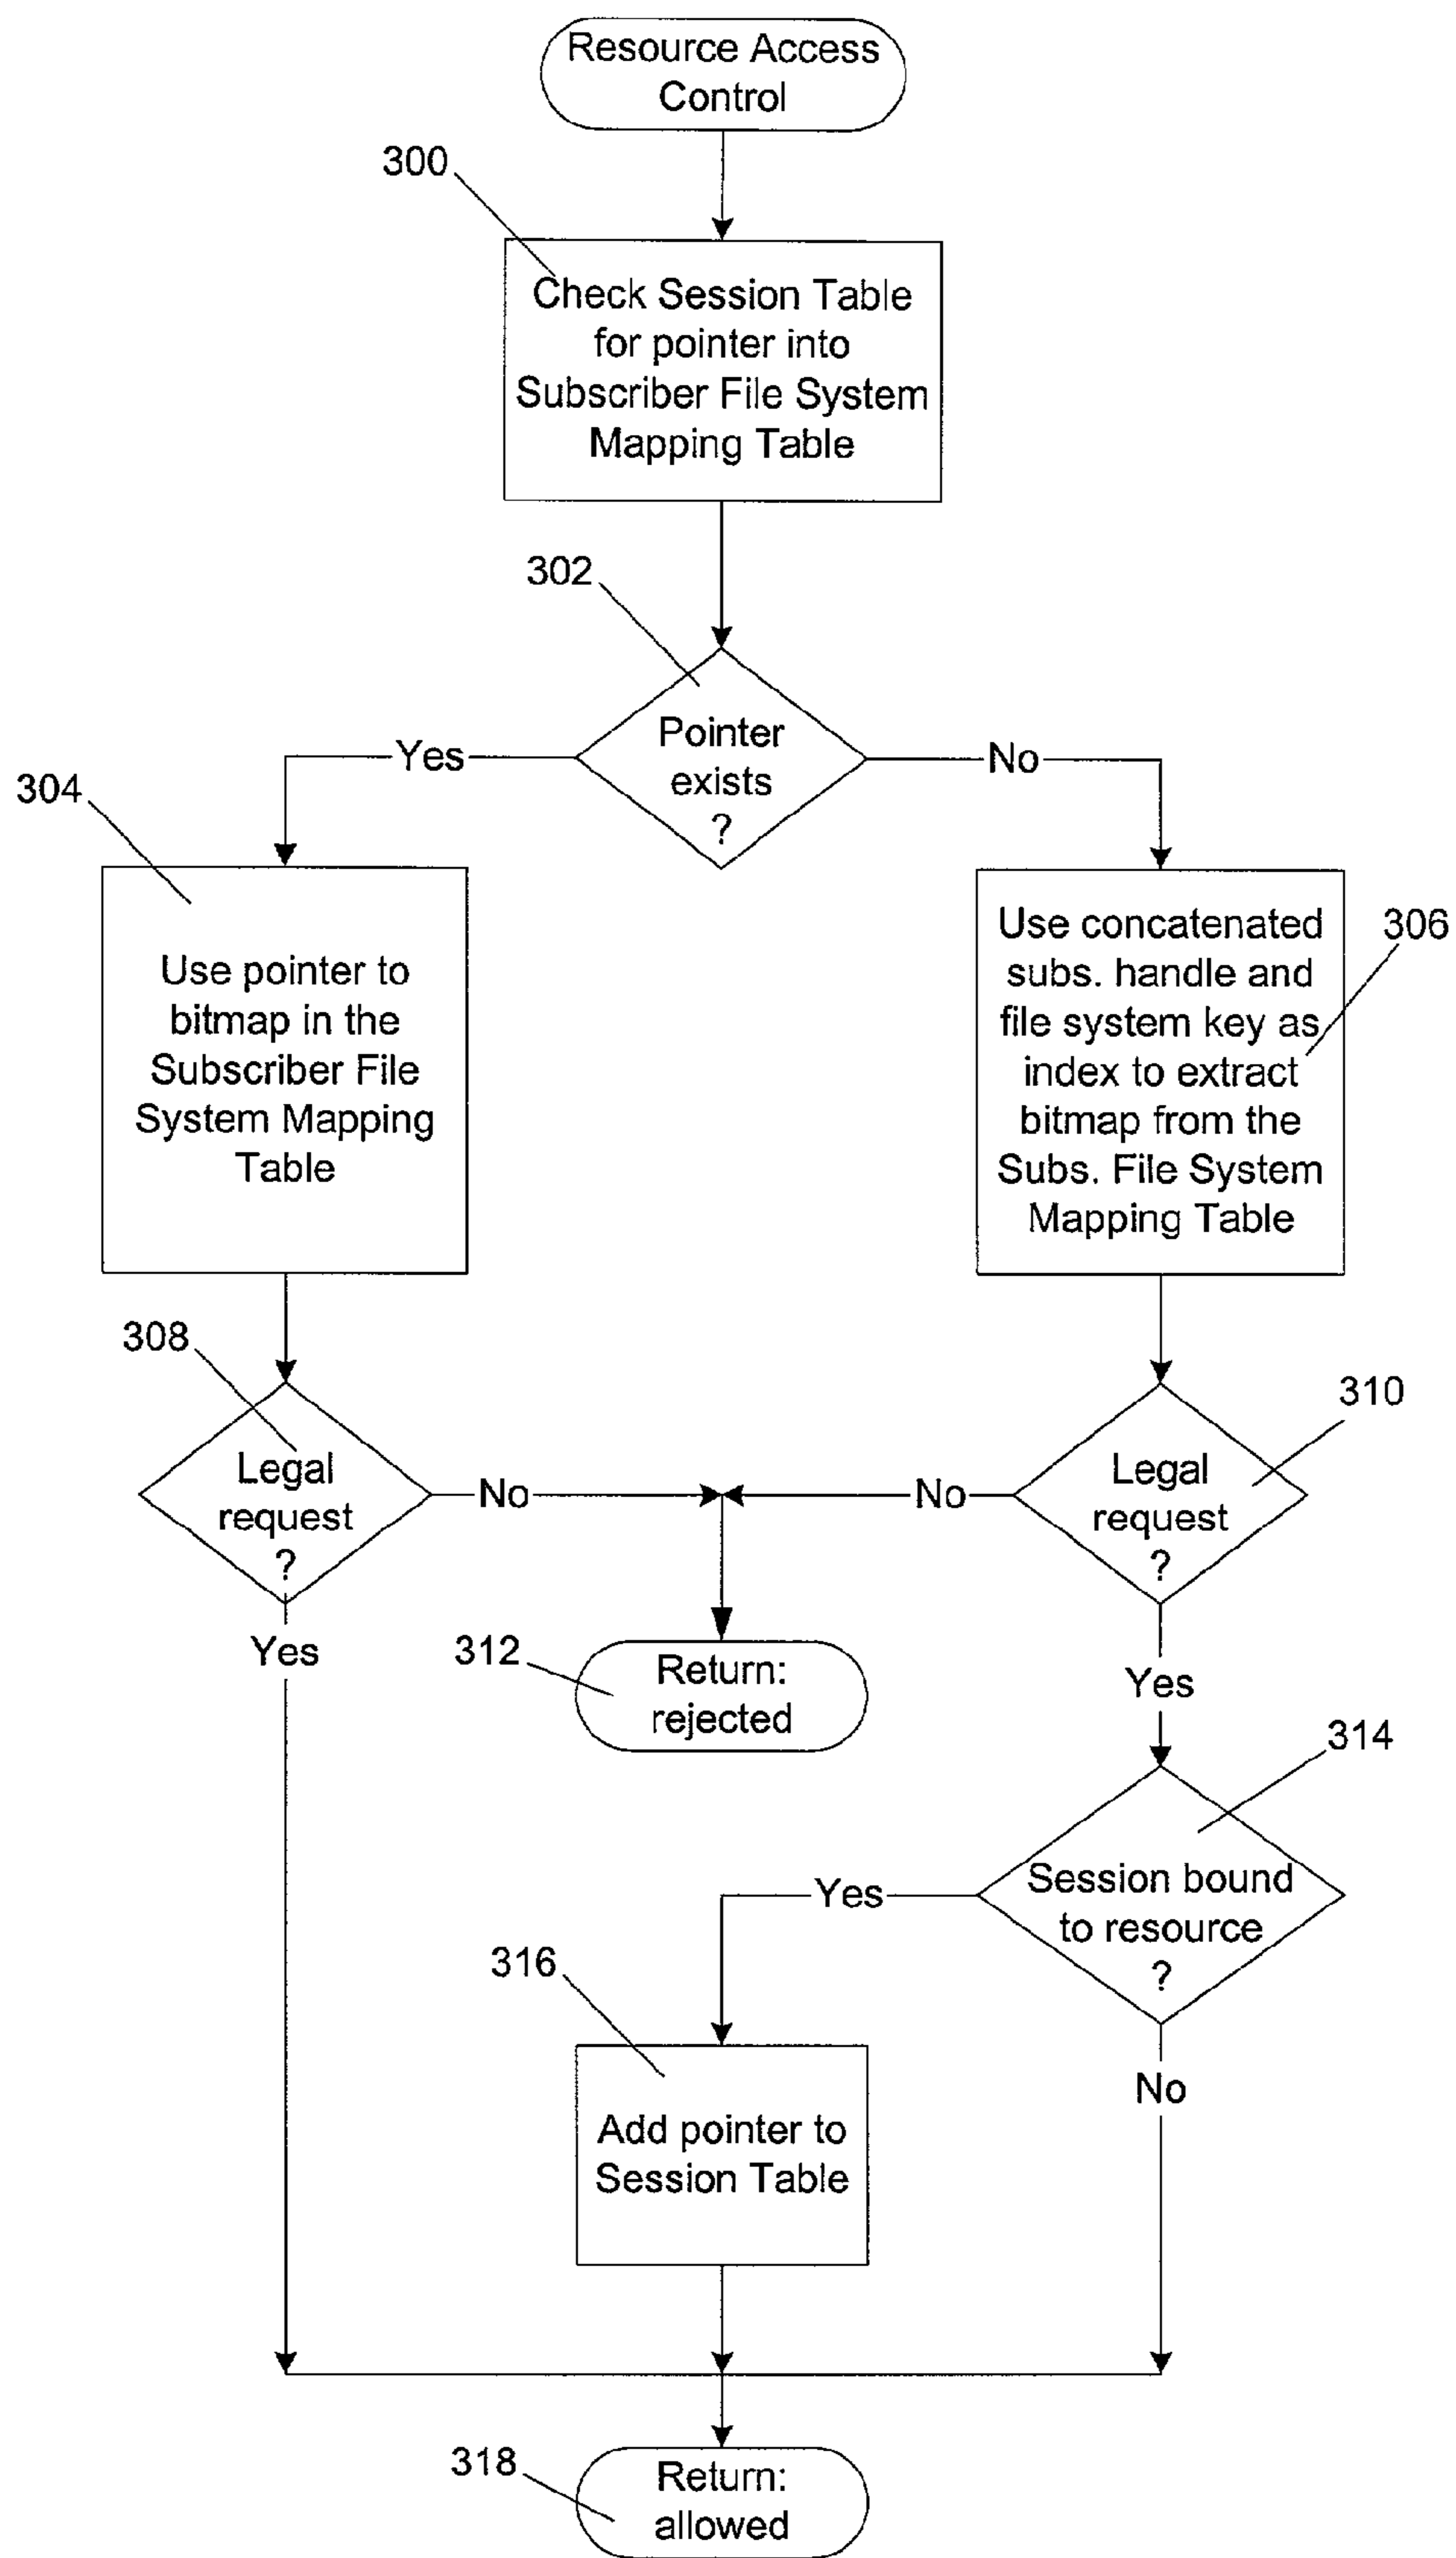 Resource Access
Control
300
Check Session Table
for pointer into
Subscriber File System
Mapping Table
302
Pointer
exists
?
Yes
No
304
Use pointer to
bitmap in the
Subscriber File
System Mapping
Table
306
Use concatenated
subs. handle and
file system key as
index to extract
bitmap from the
Subs. File System
Mapping Table
308
Legal
request
?
No
Yes
310
Legal
request
?
No
Yes
312
Return:
rejected
314
Session bound
to resource
?
Yes
No
316
Add pointer to
Session Table
318
Return:
allowed